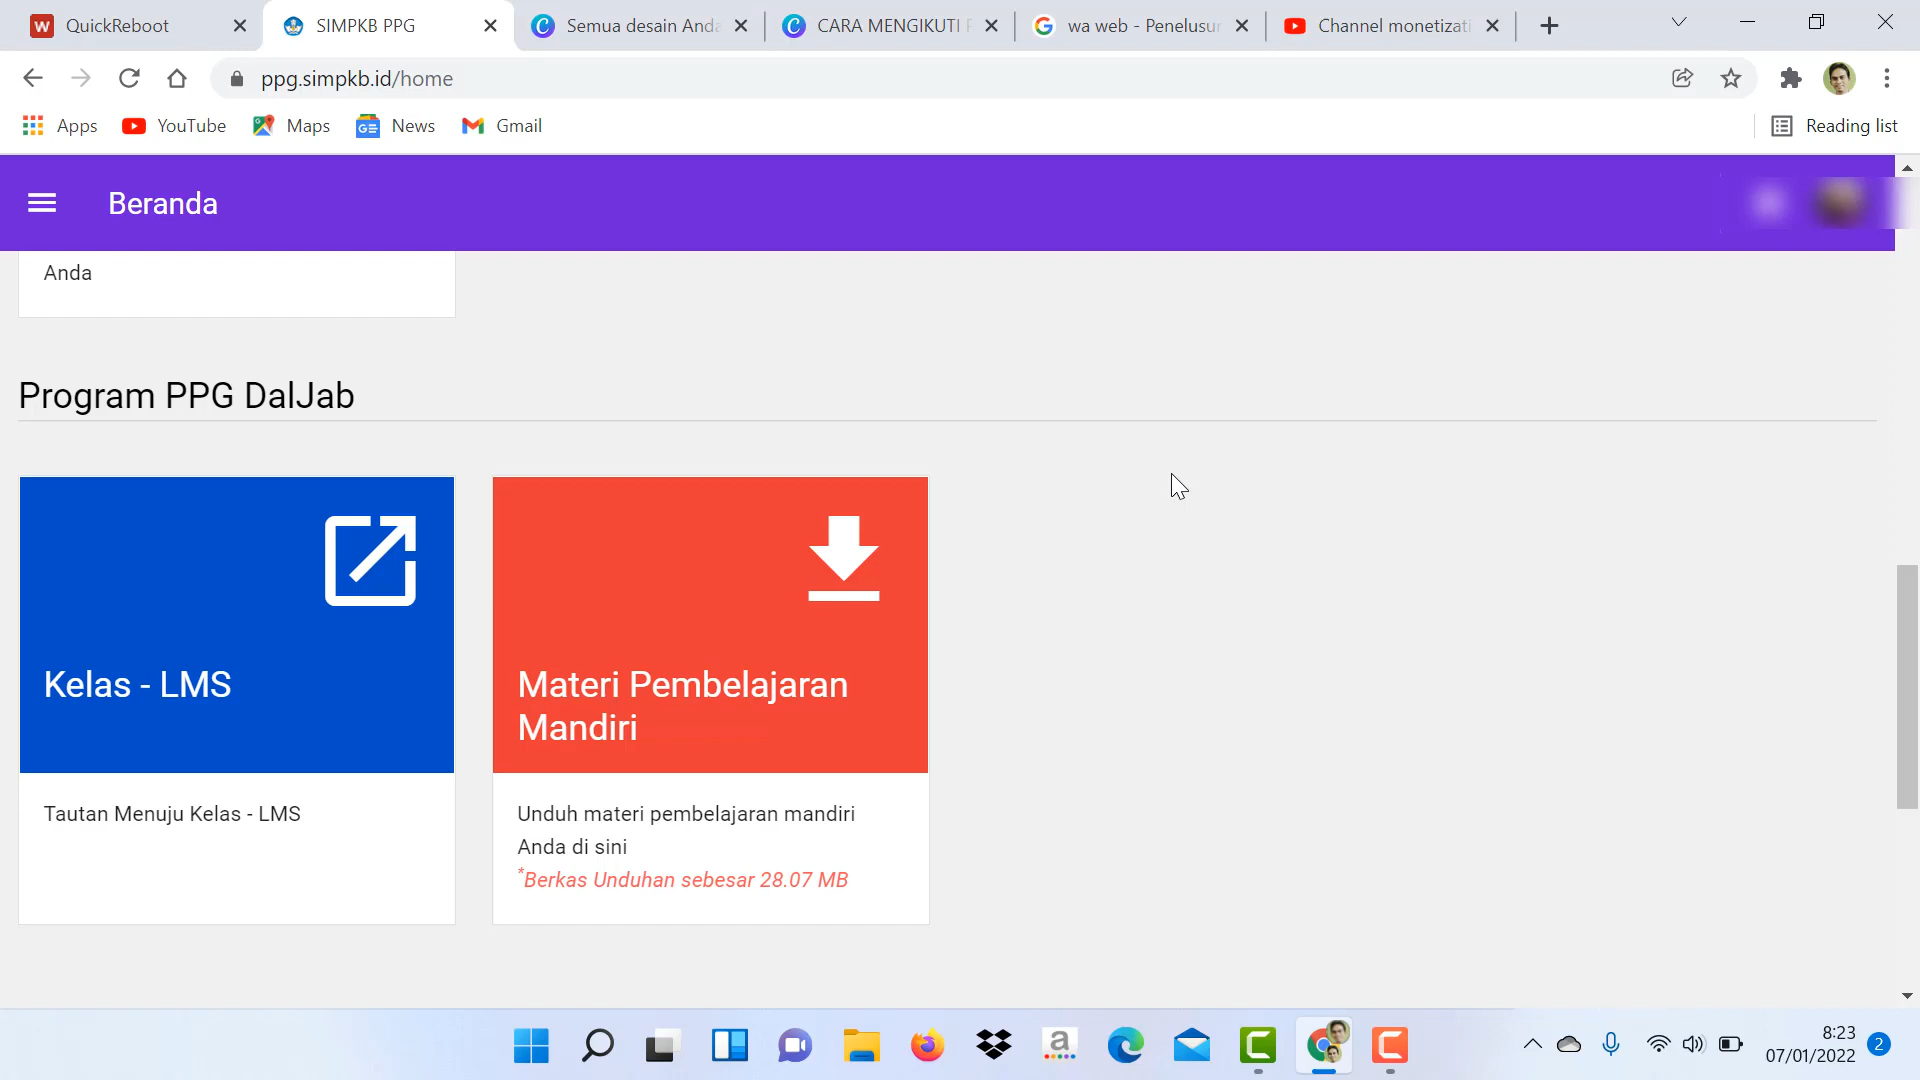 QuickReboot
SIMPKB PPG
Semua desain Anda
CARA MENGIKUTI
wa web - Penelusur
Channel monetizati
ppg.simpkb.id/home
Apps
YouTube
Maps
News
Gmail
Reading list
Beranda
Anda
Program PPG DalJab
Kelas - LMS
Tautan Menuju Kelas - LMS
Materi Pembelajaran
Mandiri
Unduh materi pembelajaran mandiri
Anda di sini
*Berkas Unduhan sebesar 28.07 MB
8:23
07/01/2022
2